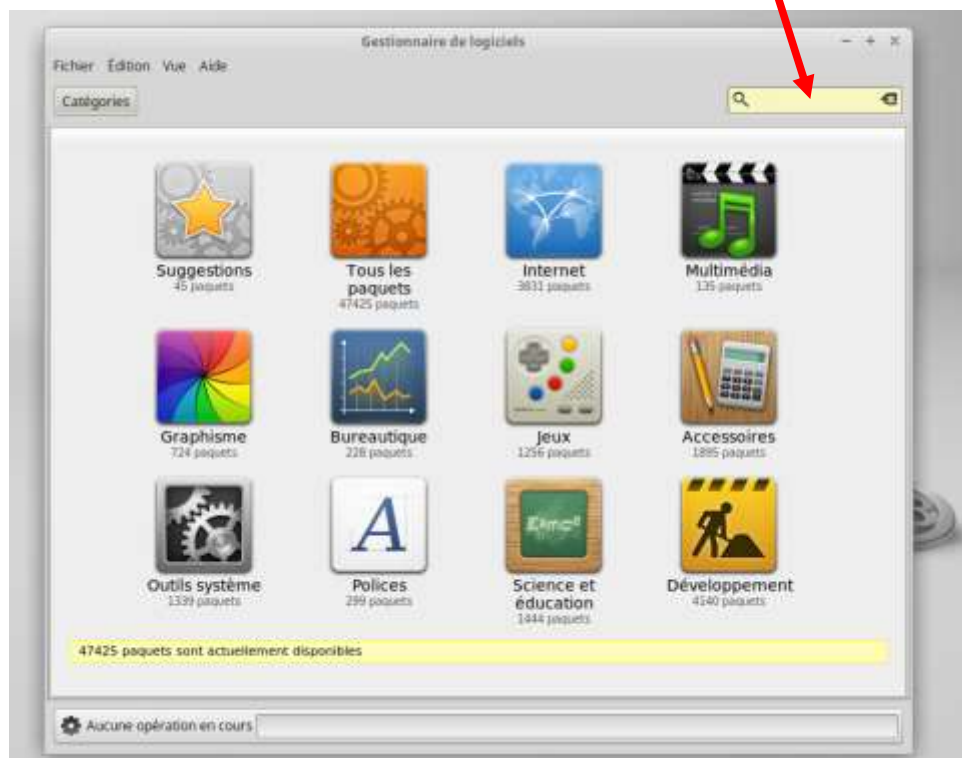 Gestionnaire de logiciels
Fichier Édition Vue Aide
Catégories
Suggestions
45 paquets
Tous les
paquets
47425 paquets
Internet
3831 paquets
Multimédia
135 paquets
Graphisme
724 paquets
Bureautique
228 paquets
Jeux
1256 paquets
Accessoires
1895 paquets
Outils système
1339 paquets
A
Polices
299 paquets
Science et
éducation
1444 paquets
Développement
4540 paquets
47425 paquets sont actuellement disponibles
Aucune opération en cours